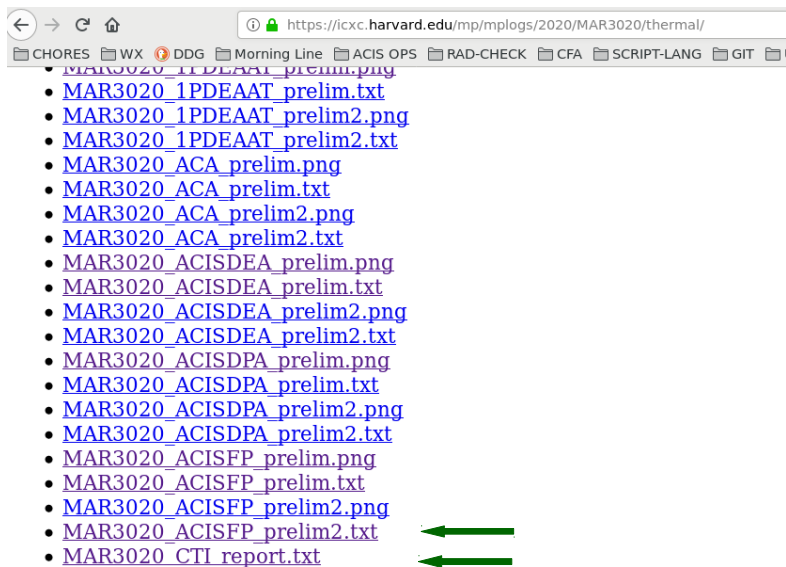 https://icxc.harvard.edu/mp/mplogs/2020/MAR3020/thermal/
CHORES WX DDG Morning Line ACIS OPS RAD-CHECK CFA SCRIPT-LANG GIT
MAR3020_1PDEAAT_prelim.png
MAR3020_1PDEAAT_prelim.txt
MAR3020_1PDEAAT_prelim2.png
MAR3020_1PDEAAT_prelim2.txt
MAR3020_ACA_prelim.png
MAR3020_ACA_prelim.txt
MAR3020_ACA_prelim2.png
MAR3020_ACA_prelim2.txt
MAR3020_ACISDEA_prelim.png
MAR3020_ACISDEA_prelim.txt
MAR3020_ACISDEA_prelim2.png
MAR3020_ACISDEA_prelim2.txt
MAR3020_ACISDPA_prelim.png
MAR3020_ACISDPA_prelim.txt
MAR3020_ACISDPA_prelim2.png
MAR3020_ACISDPA_prelim2.txt
MAR3020_ACISFP_prelim.png
MAR3020_ACISFP_prelim.txt
MAR3020_ACISFP_prelim2.png
MAR3020_ACISFP_prelim2.txt
MAR3020_CTI_report.txt